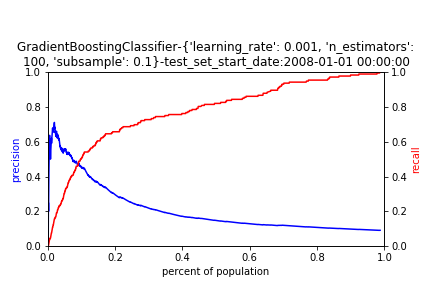 GradientBoostingClassifier-{'learning_rate': 0.001, 'n_estimators':
100, 'subsample': 0.1}-test_set_start_date:2008-01-01 00:00:00
1.0
0.8
0.6
0.4
0.2
0.0
precision
1.0
0.8
0.6
0.4
0.2
0.0
recall
0.0 0.2 0.4 0.6 0.8 1.0
percent of population